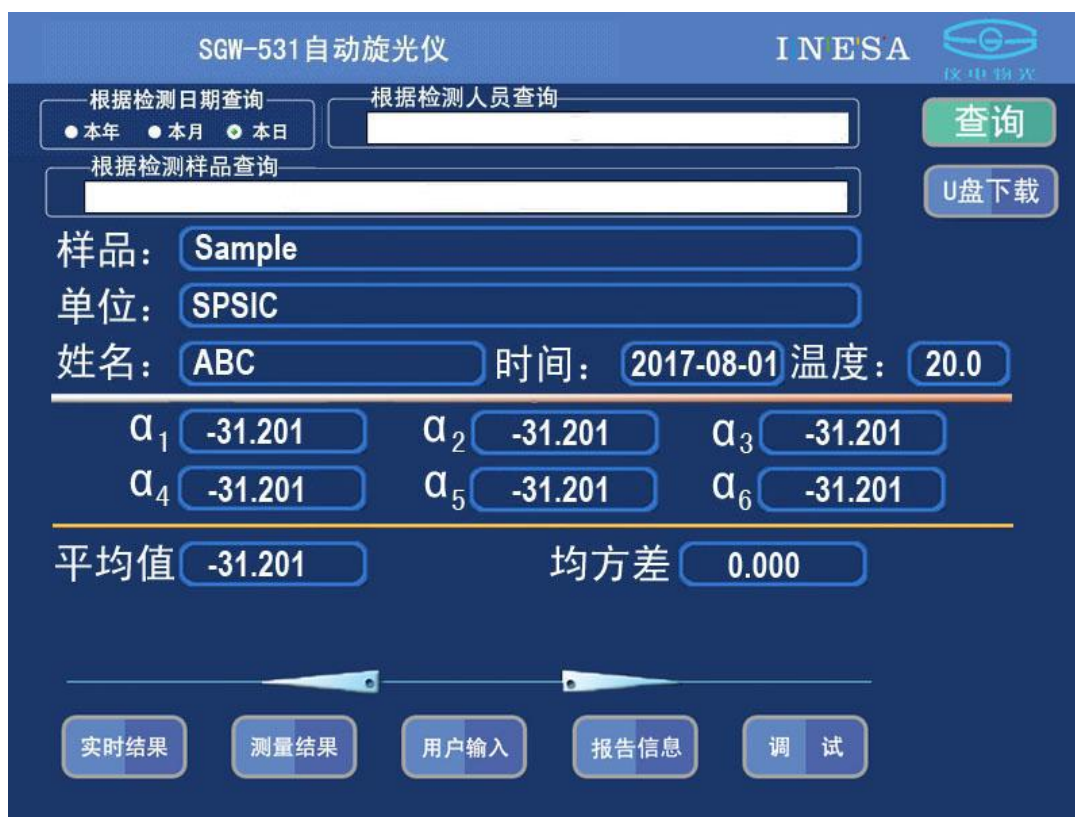 SGW-531自动旋光仪
INESA
仪电物光
根据检测日期查询
根据检测人员查询
本年 本月 本日
查询
根据检测样品查询
U盘下载
样品： Sample
单位： SPSIC
姓名： ABC 时间： 2017-08-01 温度： 20.0
α1 -31.201 α2 -31.201 α3 -31.201
α4 -31.201 α5 -31.201 α6 -31.201
平均值 -31.201 均方差 0.000
实时结果 测量结果 用户输入 报告信息 调 试